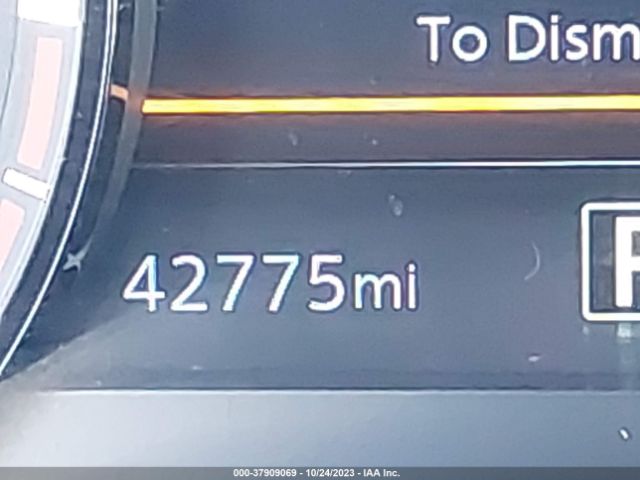 To Dism
42775mi
P
000-37909069 - 10/24/2023 - IAA Inc.